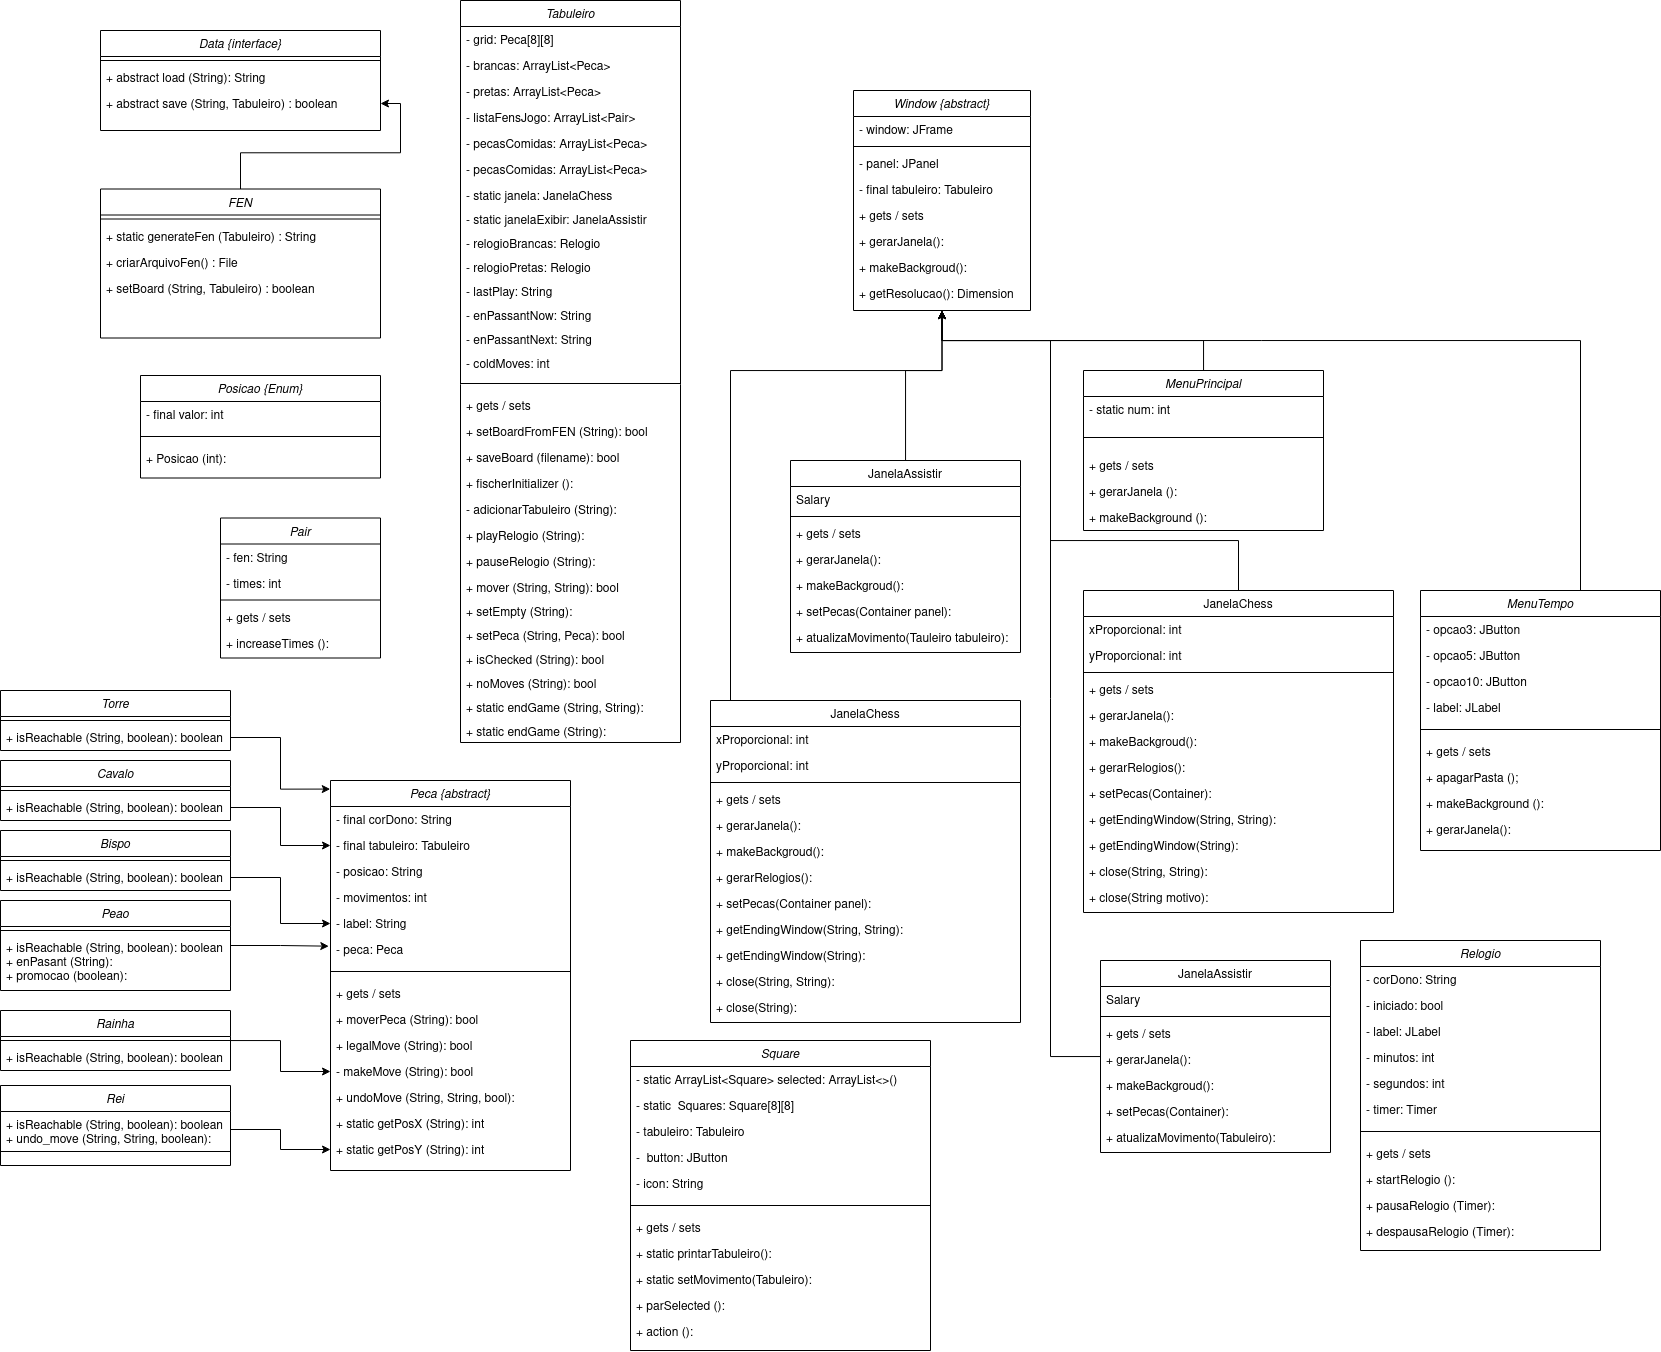 Data {interface}
+ abstract load (String): String
+ abstract save (String, Tabuleiro) : boolean
FEN
+ static generateFen (Tabuleiro) : String
+ criarArquivoFen() : File
+ setBoard (String, Tabuleiro) : boolean
Posicao {Enum}
- final valor: int
+ Posicao (int):
Pair
- fen: String
- times: int
+ gets / sets
+ increaseTimes ():
Tabuleiro
- grid: Peca[8][8]
- brancas: ArrayList<Peca>
- pretas: ArrayList<Peca>
- listaFensJogo: ArrayList<Pair>
- pecasComidas: ArrayList<Peca>
- pecasComidas: ArrayList<Peca>
- static janela: JanelaChess
- static janelaExibir: JanelaAssistir
- relogioBrancas: Relogio
- relogioPretas: Relogio
- lastPlay: String
- enPassantNow: String
- enPassantNext: String
- coldMoves: int
+ gets / sets
+ setBoardFromFEN (String): bool
+ saveBoard (filename): bool
+ fischerInitializer ():
- adicionarTabuleiro (String):
+ playRelogio (String):
+ pauseRelogio (String):
+ mover (String, String): bool
+ setEmpty (String):
+ setPeca (String, Peca): bool
+ isChecked (String): bool
+ noMoves (String): bool
+ static endGame (String, String):
+ static endGame (String):
Window {abstract}
- window: JFrame
- panel: JPanel
- final tabuleiro: Tabuleiro
+ gets / sets
+ gerarJanela():
+ makeBackgroud():
+ getResolucao(): Dimension
MenuPrincipal
- static num: int
+ gets / sets
+ gerarJanela ():
+ makeBackground ():
JanelaAssistir
Salary
+ gets / sets
+ gerarJanela():
+ makeBackgroud():
+ setPecas(Container panel):
+ atualizaMovimento(Tauleiro tabuleiro):
JanelaChess
xProporcional: int
yProporcional: int
+ gets / sets
+ gerarJanela():
+ makeBackgroud():
+ gerarRelogios():
+ setPecas(Container):
+ getEndingWindow(String, String):
+ getEndingWindow(String):
+ close(String, String):
+ close(String motivo):
MenuTempo
- opcao3: JButton
- opcao5: JButton
- opcao10: JButton
- label: JLabel
+ gets / sets
+ apagarPasta ();
+ makeBackground ():
+ gerarJanela():
Torre
+ isReachable (String, boolean): boolean
Cavalo
+ isReachable (String, boolean): boolean
Bispo
+ isReachable (String, boolean): boolean
Peao
+ isReachable (String, boolean): boolean
+ enPasant (String):
+ promocao (boolean):
Rainha
+ isReachable (String, boolean): boolean
Rei
+ isReachable (String, boolean): boolean
+ undo_move (String, String, boolean):
Peca {abstract}
- final corDono: String
- final tabuleiro: Tabuleiro
- posicao: String
- movimentos: int
- label: String
- peca: Peca
+ gets / sets
+ moverPeca (String): bool
+ legalMove (String): bool
- makeMove (String): bool
+ undoMove (String, String, bool):
+ static getPosX (String): int
+ static getPosY (String): int
JanelaChess
xProporcional: int
yProporcional: int
+ gets / sets
+ gerarJanela():
+ makeBackgroud():
+ gerarRelogios():
+ setPecas(Container panel):
+ getEndingWindow(String, String):
+ getEndingWindow(String):
+ close(String, String):
+ close(String):
Square
- static ArrayList<Square> selected: ArrayList<>()
- static  Squares: Square[8][8]
- tabuleiro: Tabuleiro
-  button: JButton
- icon: String
+ gets / sets
+ static printarTabuleiro():
+ static setMovimento(Tabuleiro):
+ parSelected ():
+ action ():
JanelaAssistir
Salary
+ gets / sets
+ gerarJanela():
+ makeBackgroud():
+ setPecas(Container):
+ atualizaMovimento(Tabuleiro):
Relogio
- corDono: String
- iniciado: bool
- label: JLabel
- minutos: int
- segundos: int
- timer: Timer
+ gets / sets
+ startRelogio ():
+ pausaRelogio (Timer):
+ despausaRelogio (Timer):